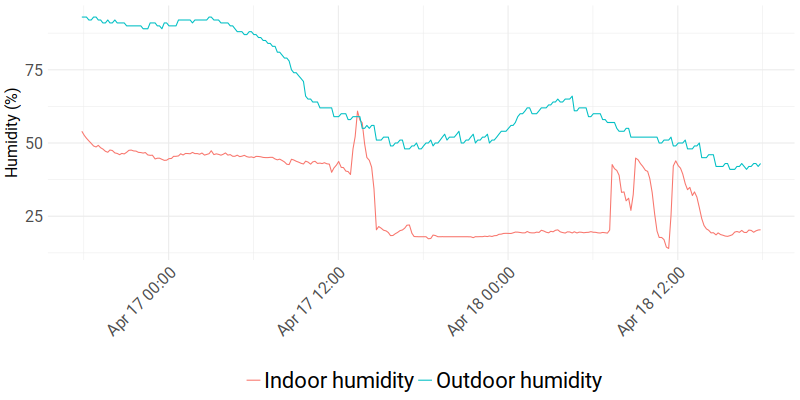 Humidity (%)
75
50
25
Apr 17 00:00
Apr 17 12:00
Apr 18 00:00
Apr 18 12:00
Indoor humidity
Outdoor humidity